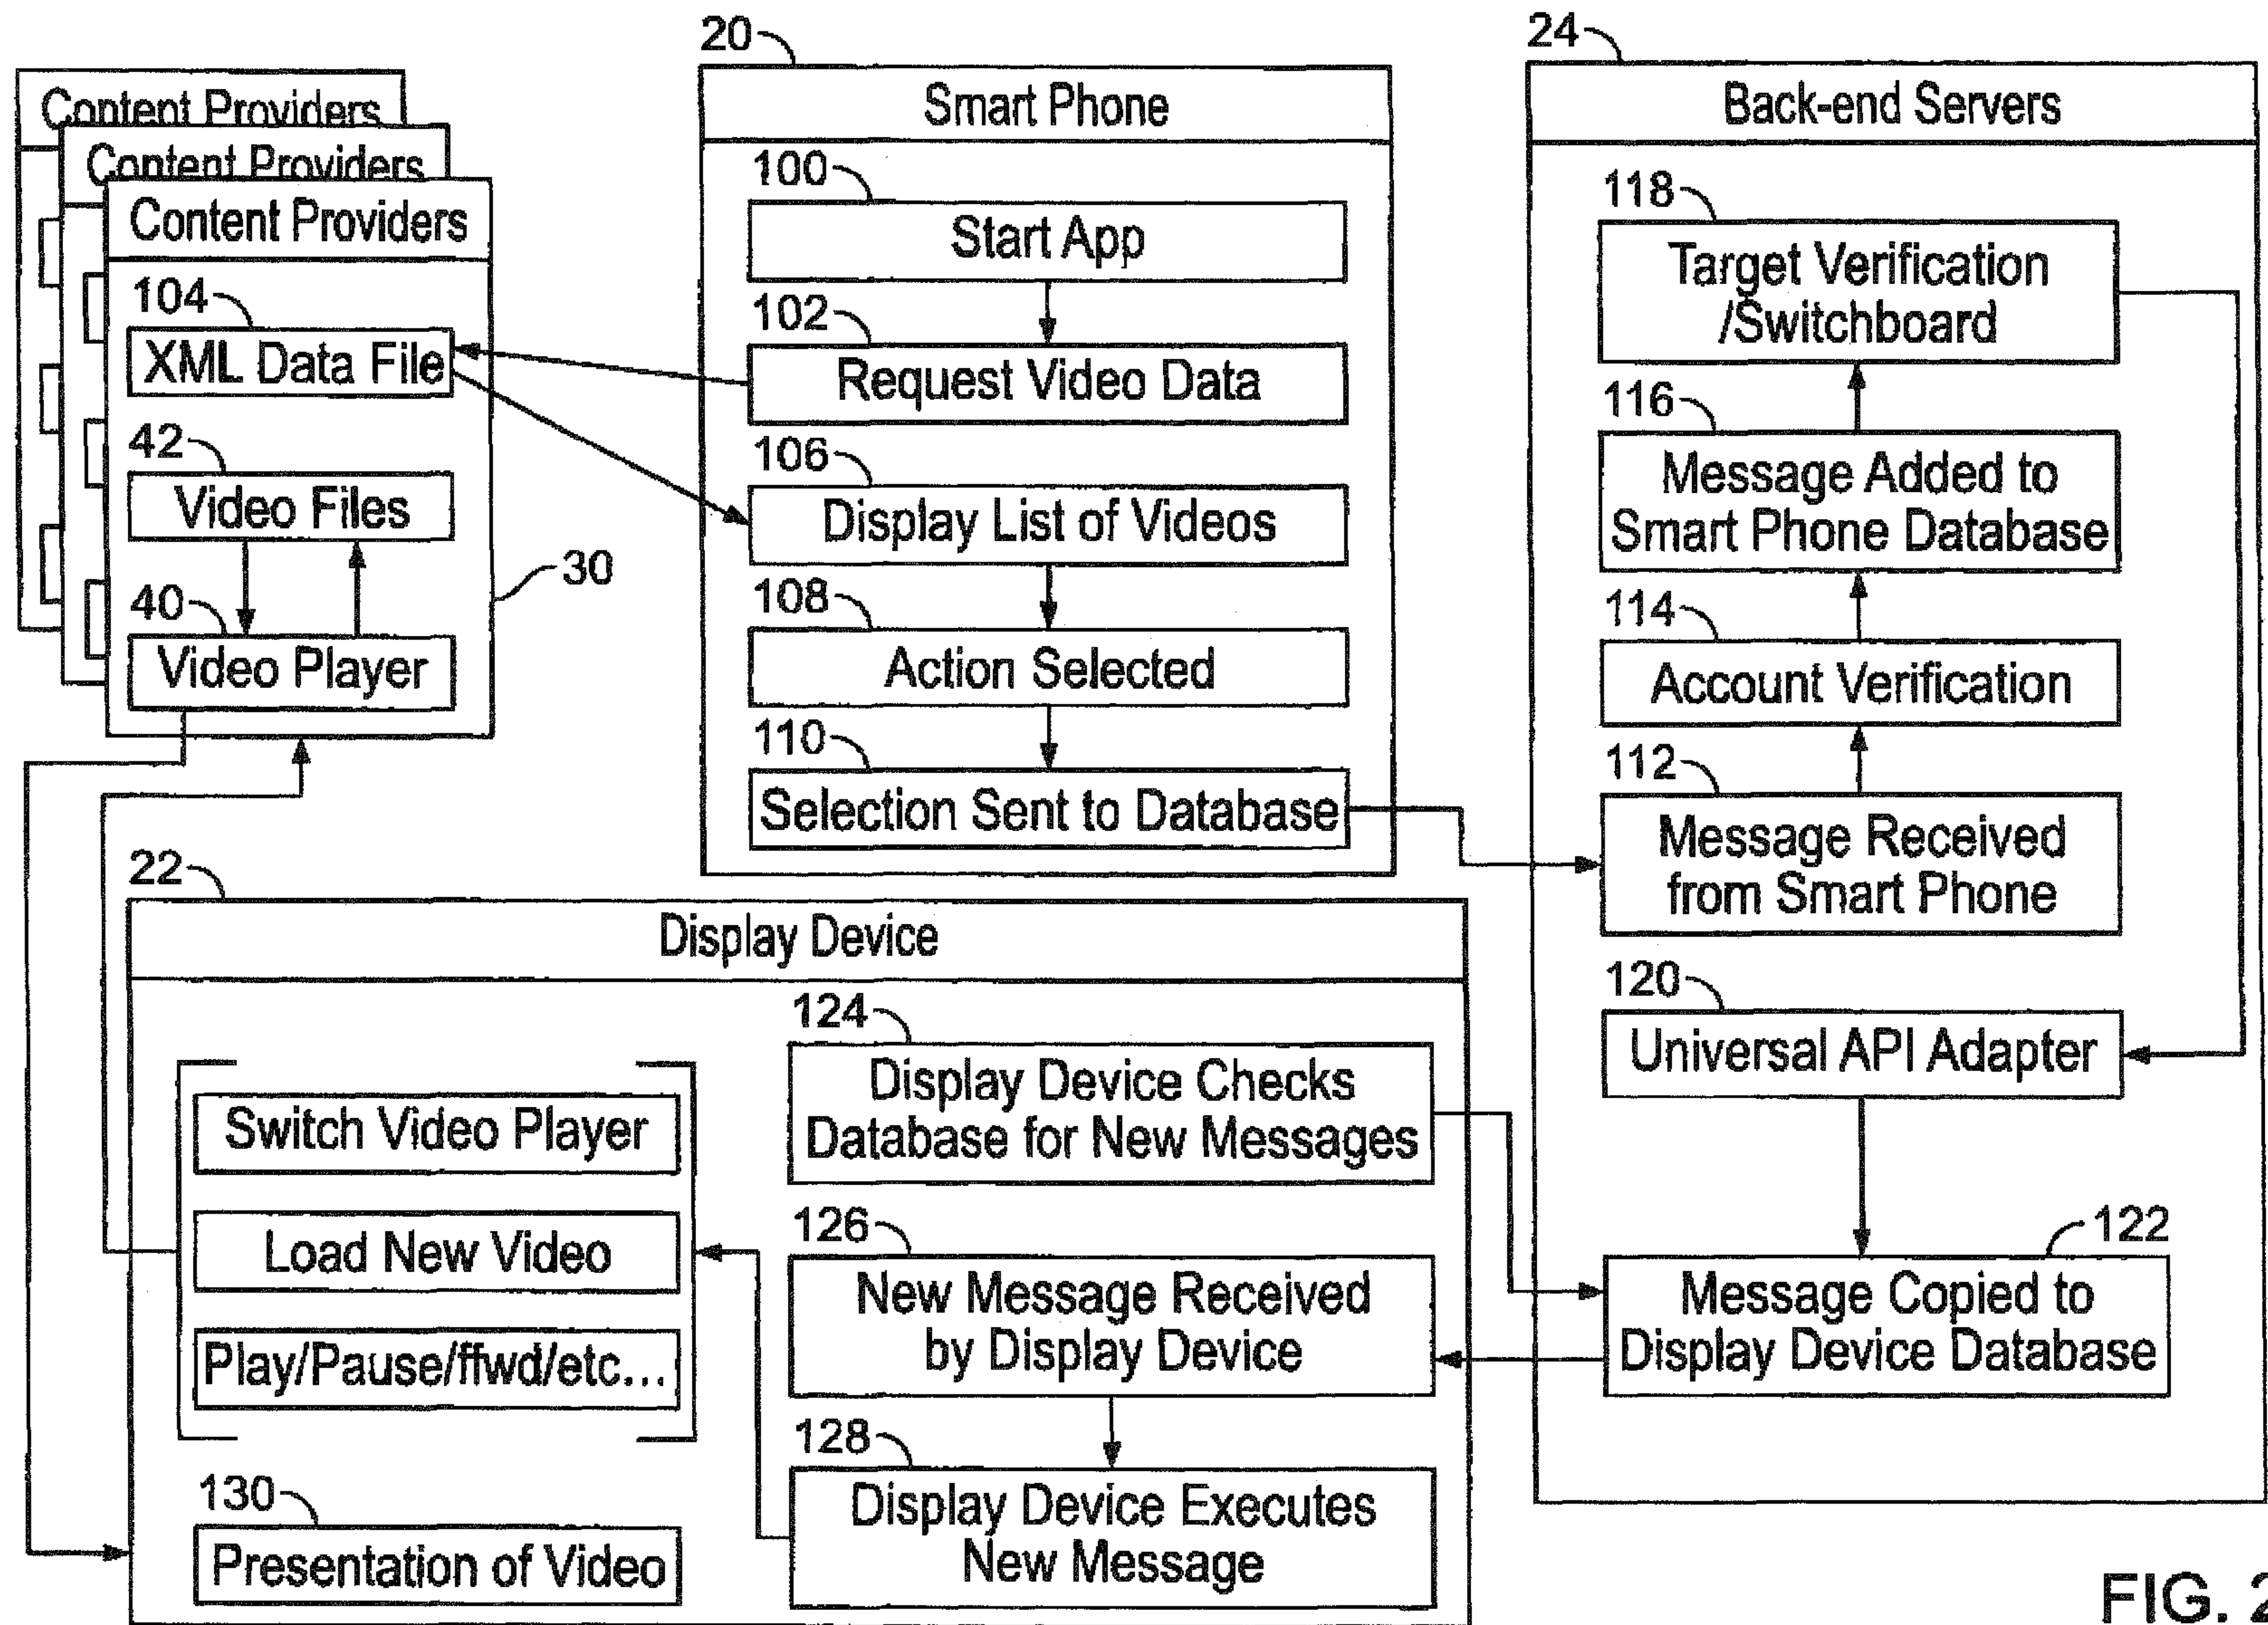 Content Providers
Content Providers
Content Providers
104
XML Data File
42
Video Files
30
40
Video Player
20
Smart Phone
100
Start App
102
Request Video Data
106
Display List of Videos
108
Action Selected
110
Selection Sent to Database
24
Back-end Servers
118
Target Verification
/Switchboard
116
Message Added to
Smart Phone Database
114
Account Verification
112
Message Received
from Smart Phone
120
Universal API Adapter
122
Message Copied to
Display Device Database
22
Display Device
124
Display Device Checks
Database for New Messages
126
New Message Received
by Display Device
128
Display Device Executes
New Message
Switch Video Player
Load New Video
Play/Pause/ffwd/etc...
130
Presentation of Video
FIG. 2